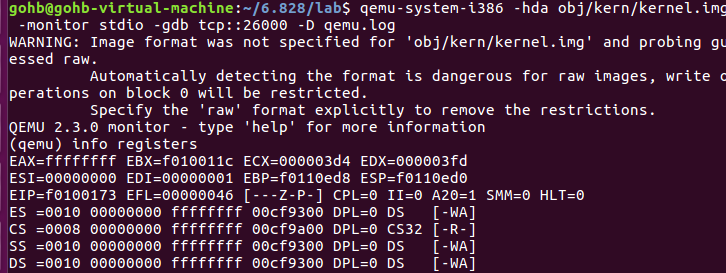 gohb@gohb-virtual-machine:~/6.828/lab$ qemu-system-i386 -hda obj/kern/kernel.img
 -monitor stdio -gdb tcp::26000 -D qemu.log
WARNING: Image format was not specified for 'obj/kern/kernel.img' and probing gu
essed raw.
         Automatically detecting the format is dangerous for raw images, write o
perations on block 0 will be restricted.
         Specify the 'raw' format explicitly to remove the restrictions.
QEMU 2.3.0 monitor - type 'help' for more information
(qemu) info registers
EAX=ffffffff EBX=f010011c ECX=000003d4 EDX=000003fd
ESI=00000000 EDI=00000001 EBP=f0110ed8 ESP=f0110ed0
EIP=f0100173 EFL=00000046 [---Z-P-] CPL=0 II=0 A20=1 SMM=0 HLT=0
ES =0010 00000000 ffffffff 00cf9300 DPL=0 DS   [-WA]
CS =0008 00000000 ffffffff 00cf9a00 DPL=0 CS32 [-R-]
SS =0010 00000000 ffffffff 00cf9300 DPL=0 DS   [-WA]
DS =0010 00000000 ffffffff 00cf9300 DPL=0 DS   [-WA]